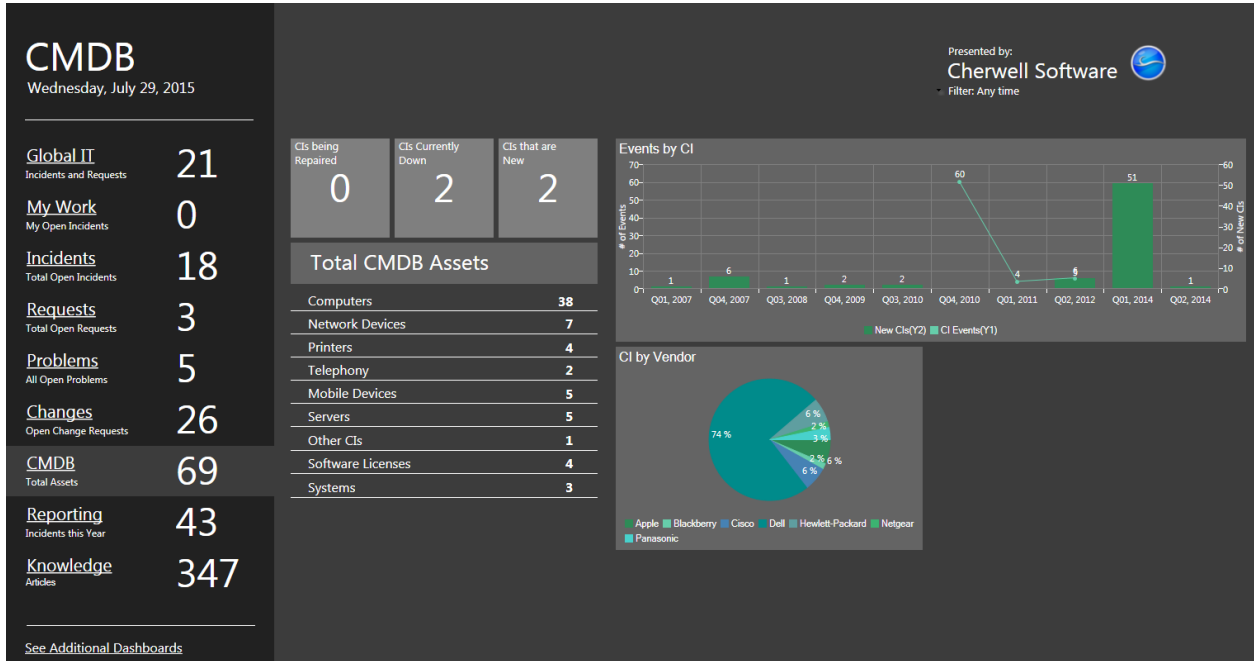 CMDB
Wednesday, July 29, 2015
Presented by:
Cherwell Software
Filter: Any time
Global IT 21
Incidents and Requests
My Work 0
My Open Incidents
Incidents 18
Total Open Incidents
Requests 3
Total Open Requests
Problems 5
All Open Problems
Changes 26
Open Change Requests
CMDB 69
Total Assets
Reporting 43
Incidents this Year
Knowledge 347
Articles
See Additional Dashboards
CIs being
Repaired
0
CIs Currently
Down
2
CIs that are
New
2
Total CMDB Assets
Computers 38
Network Devices 7
Printers 4
Telephony 2
Mobile Devices 5
Servers 5
Other CIs 1
Software Licenses 4
Systems 3
Events by CI
# of Events
70
60
50
40
30
20
10
0
1 6 1 2 2 60 4 6 51 1
60
50
40
30
20
10
0
# of New CIs
Q01, 2007 Q04, 2007 Q03, 2008 Q04, 2009 Q03, 2010 Q04, 2010 Q01, 2011 Q02, 2012 Q01, 2014 Q02, 2014
New CIs(Y2) CI Events(Y1)
CI by Vendor
74 %
6 %
2 %
3 %
2 % 6 %
6 %
Apple Blackberry Cisco Dell Hewlett-Packard Netgear
Panasonic